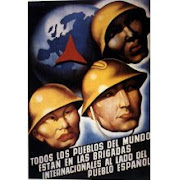 TODOS LOS PUEBLOS DEL MUNDO
ESTAN EN LAS BRIGADAS
INTERNACIONALES AL LADO DEL
PUEBLO ESPAÑOL